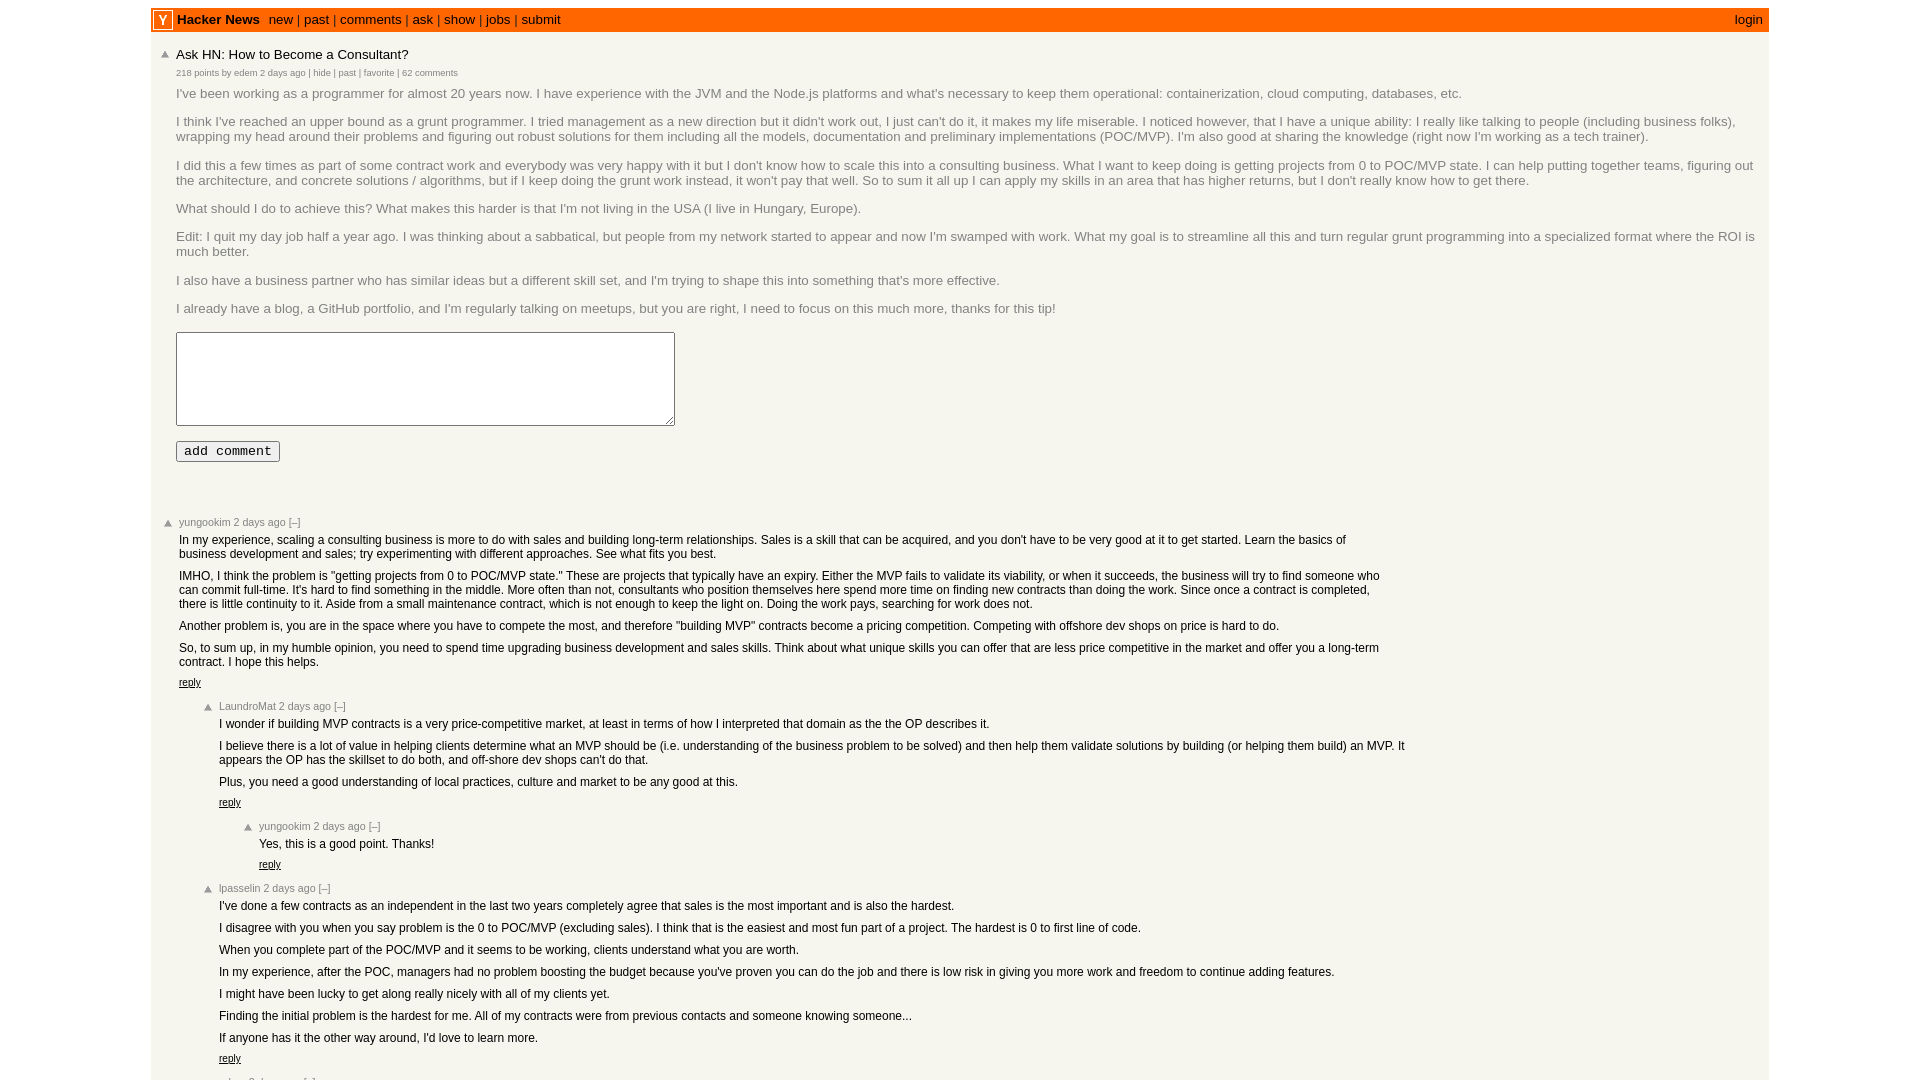 Y Hacker News new | past | comments | ask | show | jobs | submit login
Ask HN: How to Become a Consultant?
218 points by edem 2 days ago | hide | past | favorite | 62 comments
I've been working as a programmer for almost 20 years now. I have experience with the JVM and the Node.js platforms and what's necessary to keep them operational: containerization, cloud computing, databases, etc.
I think I've reached an upper bound as a grunt programmer. I tried management as a new direction but it didn't work out, I just can't do it, it makes my life miserable. I noticed however, that I have a unique ability: I really like talking to people (including business folks),
wrapping my head around their problems and figuring out robust solutions for them including all the models, documentation and preliminary implementations (POC/MVP). I'm also good at sharing the knowledge (right now I'm working as a tech trainer).
I did this a few times as part of some contract work and everybody was very happy with it but I don't know how to scale this into a consulting business. What I want to keep doing is getting projects from 0 to POC/MVP state. I can help putting together teams, figuring out
the architecture, and concrete solutions / algorithms, but if I keep doing the grunt work instead, it won't pay that well. So to sum it all up I can apply my skills in an area that has higher returns, but I don't really know how to get there.
What should I do to achieve this? What makes this harder is that I'm not living in the USA (I live in Hungary, Europe).
Edit: I quit my day job half a year ago. I was thinking about a sabbatical, but people from my network started to appear and now I'm swamped with work. What my goal is to streamline all this and turn regular grunt programming into a specialized format where the ROI is
much better.
I also have a business partner who has similar ideas but a different skill set, and I'm trying to shape this into something that's more effective.
I already have a blog, a GitHub portfolio, and I'm regularly talking on meetups, but you are right, I need to focus on this much more, thanks for this tip!
add comment
yungookim 2 days ago [–]
In my experience, scaling a consulting business is more to do with sales and building long-term relationships. Sales is a skill that can be acquired, and you don't have to be very good at it to get started. Learn the basics of
business development and sales; try experimenting with different approaches. See what fits you best.
IMHO, I think the problem is "getting projects from 0 to POC/MVP state." These are projects that typically have an expiry. Either the MVP fails to validate its viability, or when it succeeds, the business will try to find someone who
can commit full-time. It's hard to find something in the middle. More often than not, consultants who position themselves here spend more time on finding new contracts than doing the work. Since once a contract is completed,
there is little continuity to it. Aside from a small maintenance contract, which is not enough to keep the light on. Doing the work pays, searching for work does not.
Another problem is, you are in the space where you have to compete the most, and therefore "building MVP" contracts become a pricing competition. Competing with offshore dev shops on price is hard to do.
So, to sum up, in my humble opinion, you need to spend time upgrading business development and sales skills. Think about what unique skills you can offer that are less price competitive in the market and offer you a long-term
contract. I hope this helps.
reply
LaundroMat 2 days ago [–]
I wonder if building MVP contracts is a very price-competitive market, at least in terms of how I interpreted that domain as the the OP describes it.
I believe there is a lot of value in helping clients determine what an MVP should be (i.e. understanding of the business problem to be solved) and then help them validate solutions by building (or helping them build) an MVP. It
appears the OP has the skillset to do both, and off-shore dev shops can't do that.
Plus, you need a good understanding of local practices, culture and market to be any good at this.
reply
yungookim 2 days ago [–]
Yes, this is a good point. Thanks!
reply
lpasselin 2 days ago [–]
I've done a few contracts as an independent in the last two years completely agree that sales is the most important and is also the hardest.
I disagree with you when you say problem is the 0 to POC/MVP (excluding sales). I think that is the easiest and most fun part of a project. The hardest is 0 to first line of code.
When you complete part of the POC/MVP and it seems to be working, clients understand what you are worth.
In my experience, after the POC, managers had no problem boosting the budget because you've proven you can do the job and there is low risk in giving you more work and freedom to continue adding features.
I might have been lucky to get along really nicely with all of my clients yet.
Finding the initial problem is the hardest for me. All of my contracts were from previous contacts and someone knowing someone...
If anyone has it the other way around, I'd love to learn more.
reply